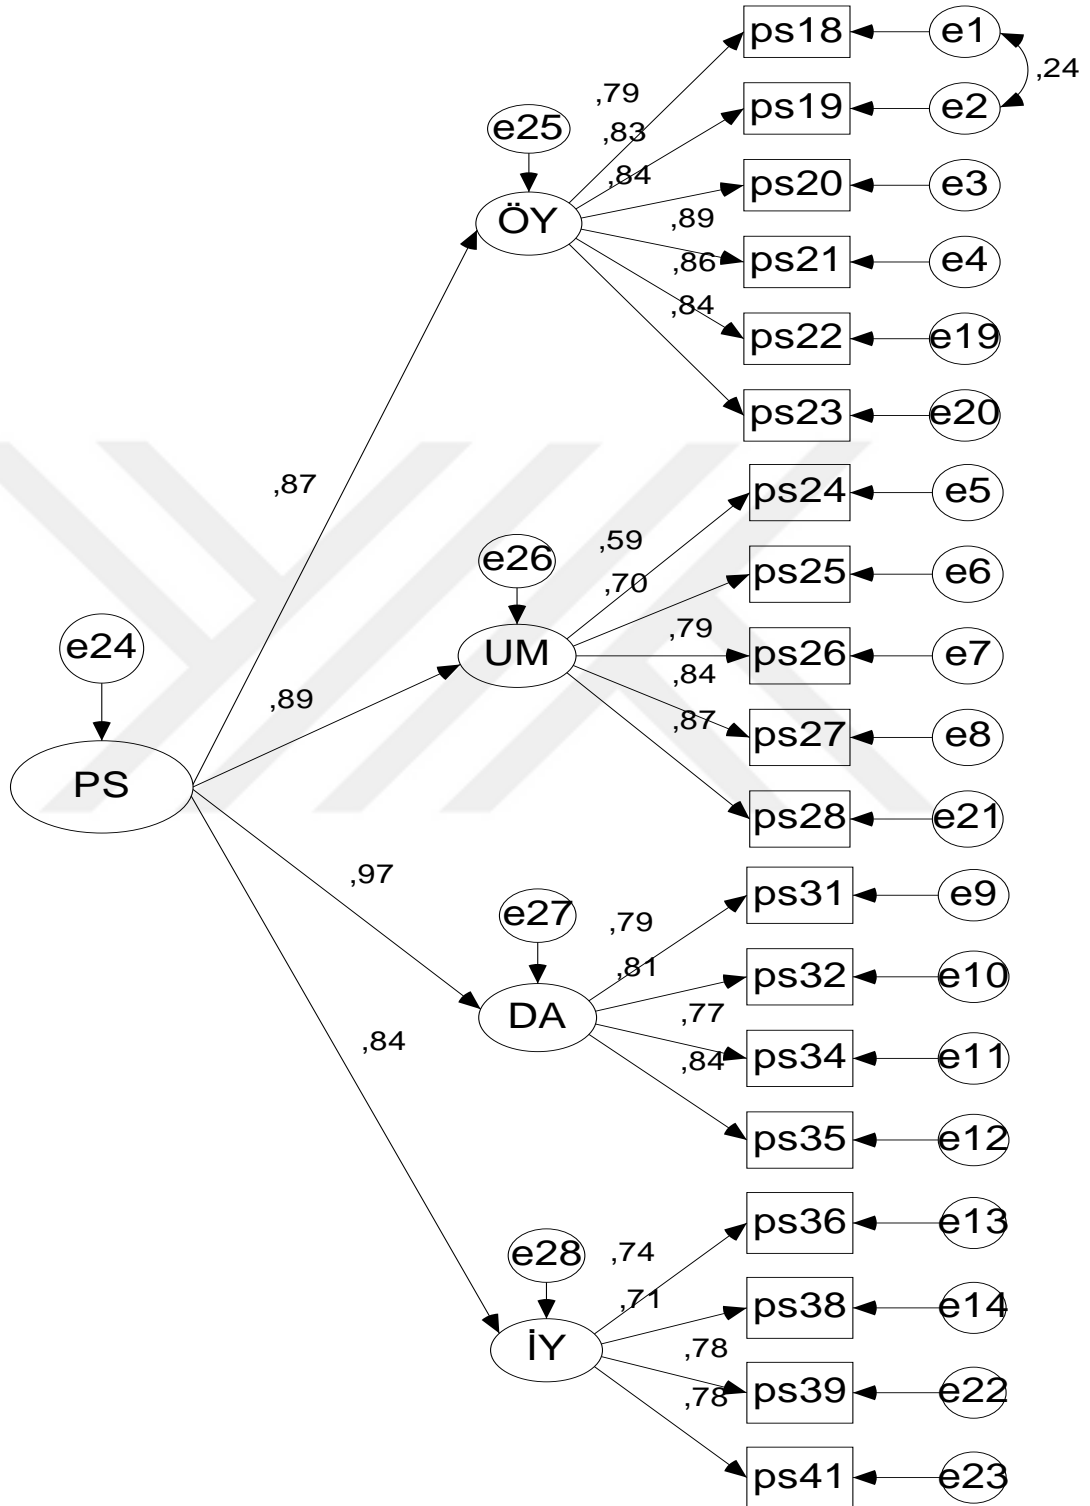 ps18
e1
,24
,79
ps19
e2
e25
,83
,84
ps20
e3
ÖY
,89
ps21
e4
,86
,84
ps22
e19
ps23
e20
,87
ps24
e5
,59
e26
ps25
e6
,70
,79
UM
ps26
e7
e24
,84
,89
,87
ps27
e8
PS
ps28
e21
,97
ps31
e9
e27
,79
,81
ps32
e10
DA
,77
,84
ps34
e11
,84
ps35
e12
ps36
e13
e28
,74
,71
ps38
e14
İY
,78
,78
ps39
e22
ps41
e23